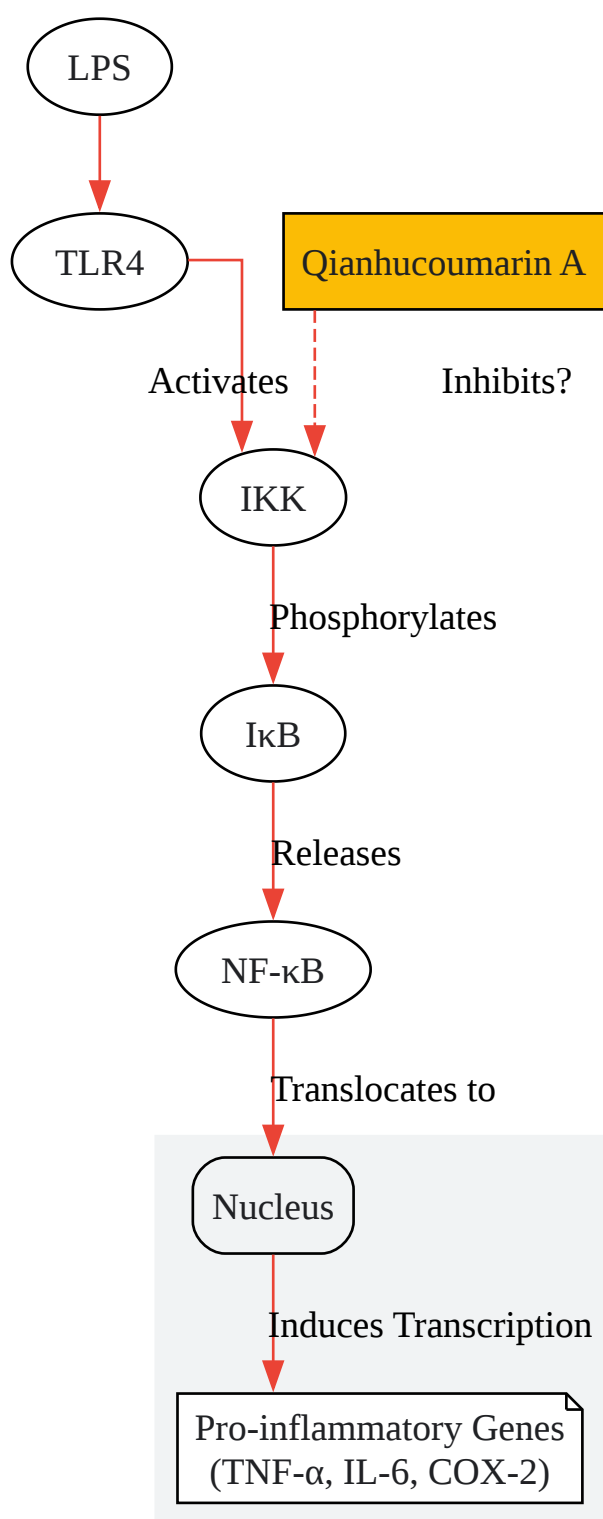 LPS
TLR4
Qianhucoumarin A
Activates
Inhibits?
IKK
Phosphorylates
IκB
Releases
NF-κB
Translocates to
Nucleus
Induces Transcription
Pro-inflammatory Genes
(TNF-α, IL-6, COX-2)